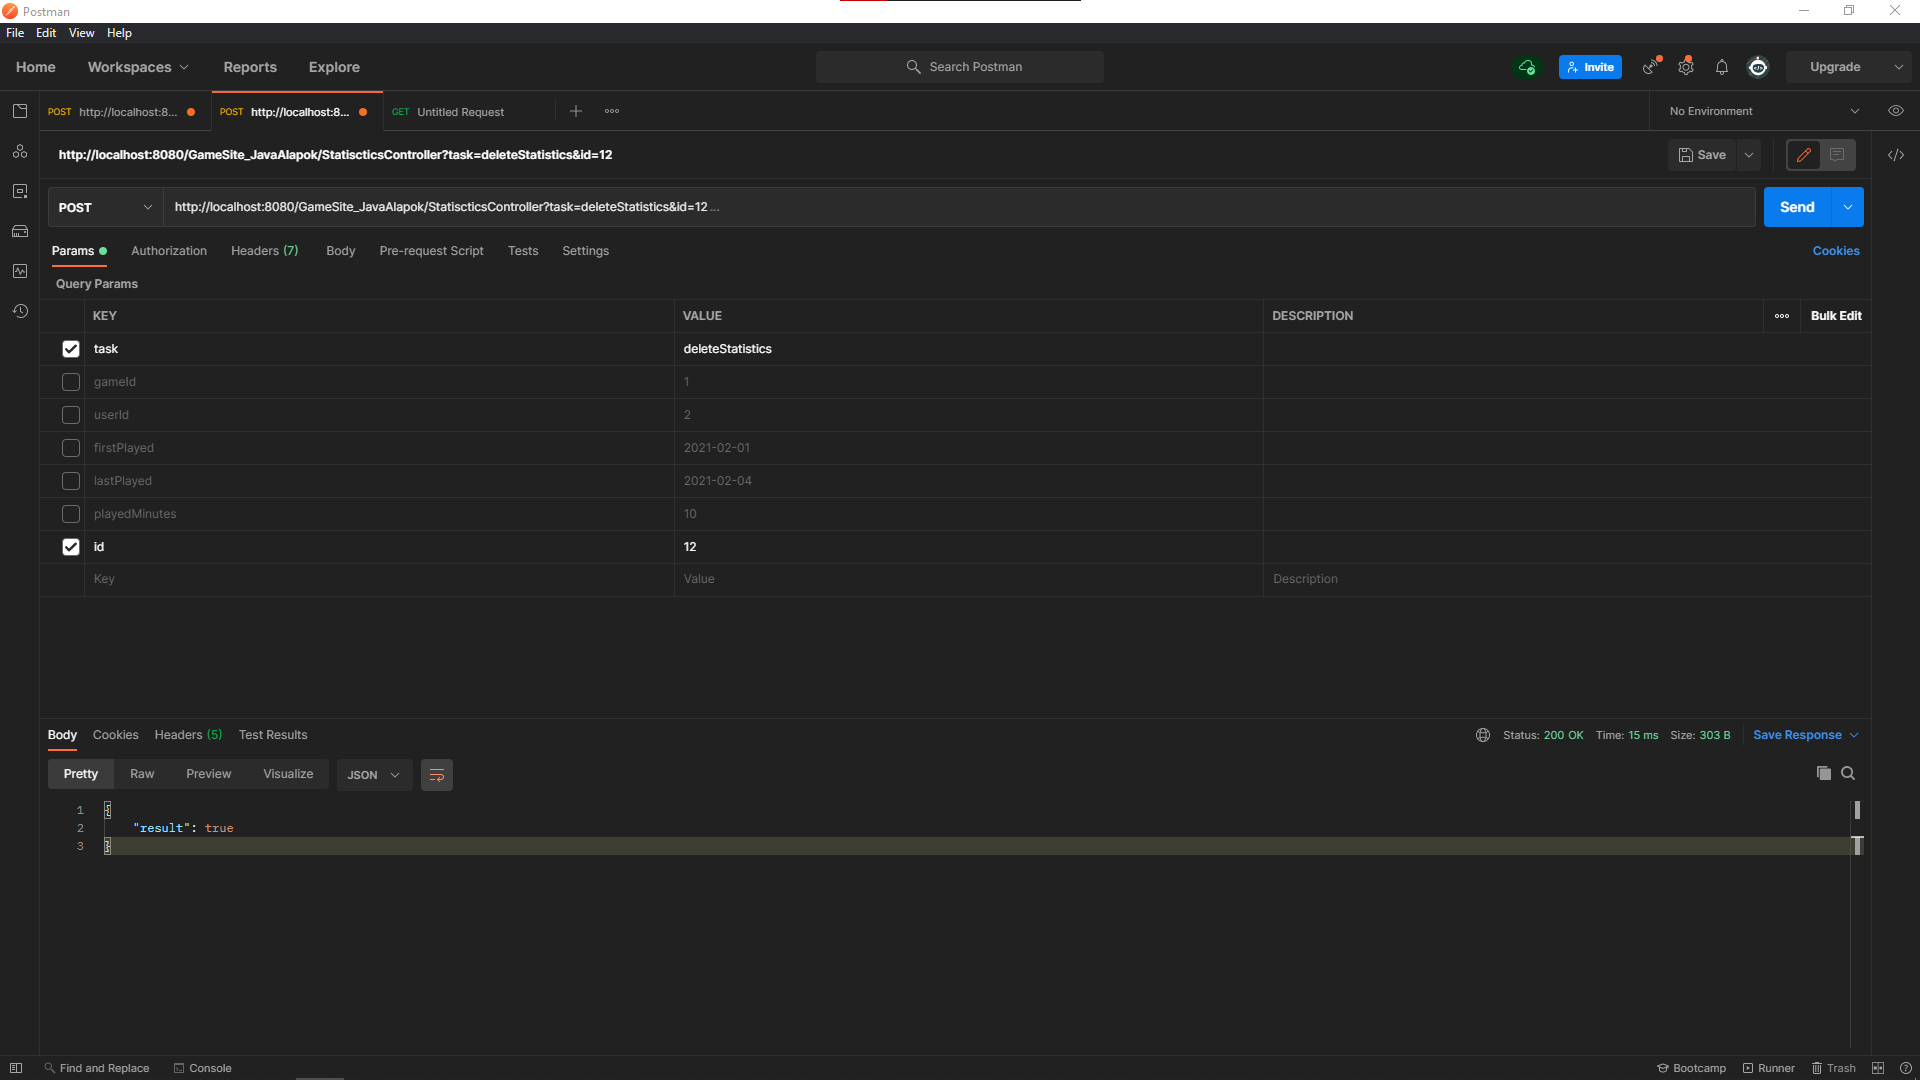 Postman
File Edit View Help
Home Workspaces Reports Explore Search Postman Invite Upgrade
POST http://localhost:8... POST http://localhost:8... GET Untitled Request No Environment
http://localhost:8080/GameSite_JavaAlapok/StatiscticsController?task=deleteStatistics&id=12 Save
POST http://localhost:8080/GameSite_JavaAlapok/StatiscticsController?task=deleteStatistics&id=12 ... Send
Params Authorization Headers (7) Body Pre-request Script Tests Settings Cookies
Query Params
KEY VALUE DESCRIPTION Bulk Edit
task deleteStatistics
gameId 1
userId 2
firstPlayed 2021-02-01
lastPlayed 2021-02-04
playedMinutes 10
id 12
Key Value Description
Body Cookies Headers (5) Test Results Status: 200 OK Time: 15 ms Size: 303 B Save Response
Pretty Raw Preview Visualize JSON
1 {
2 "result": true
3 }
Find and Replace Console Bootcamp Runner Trash